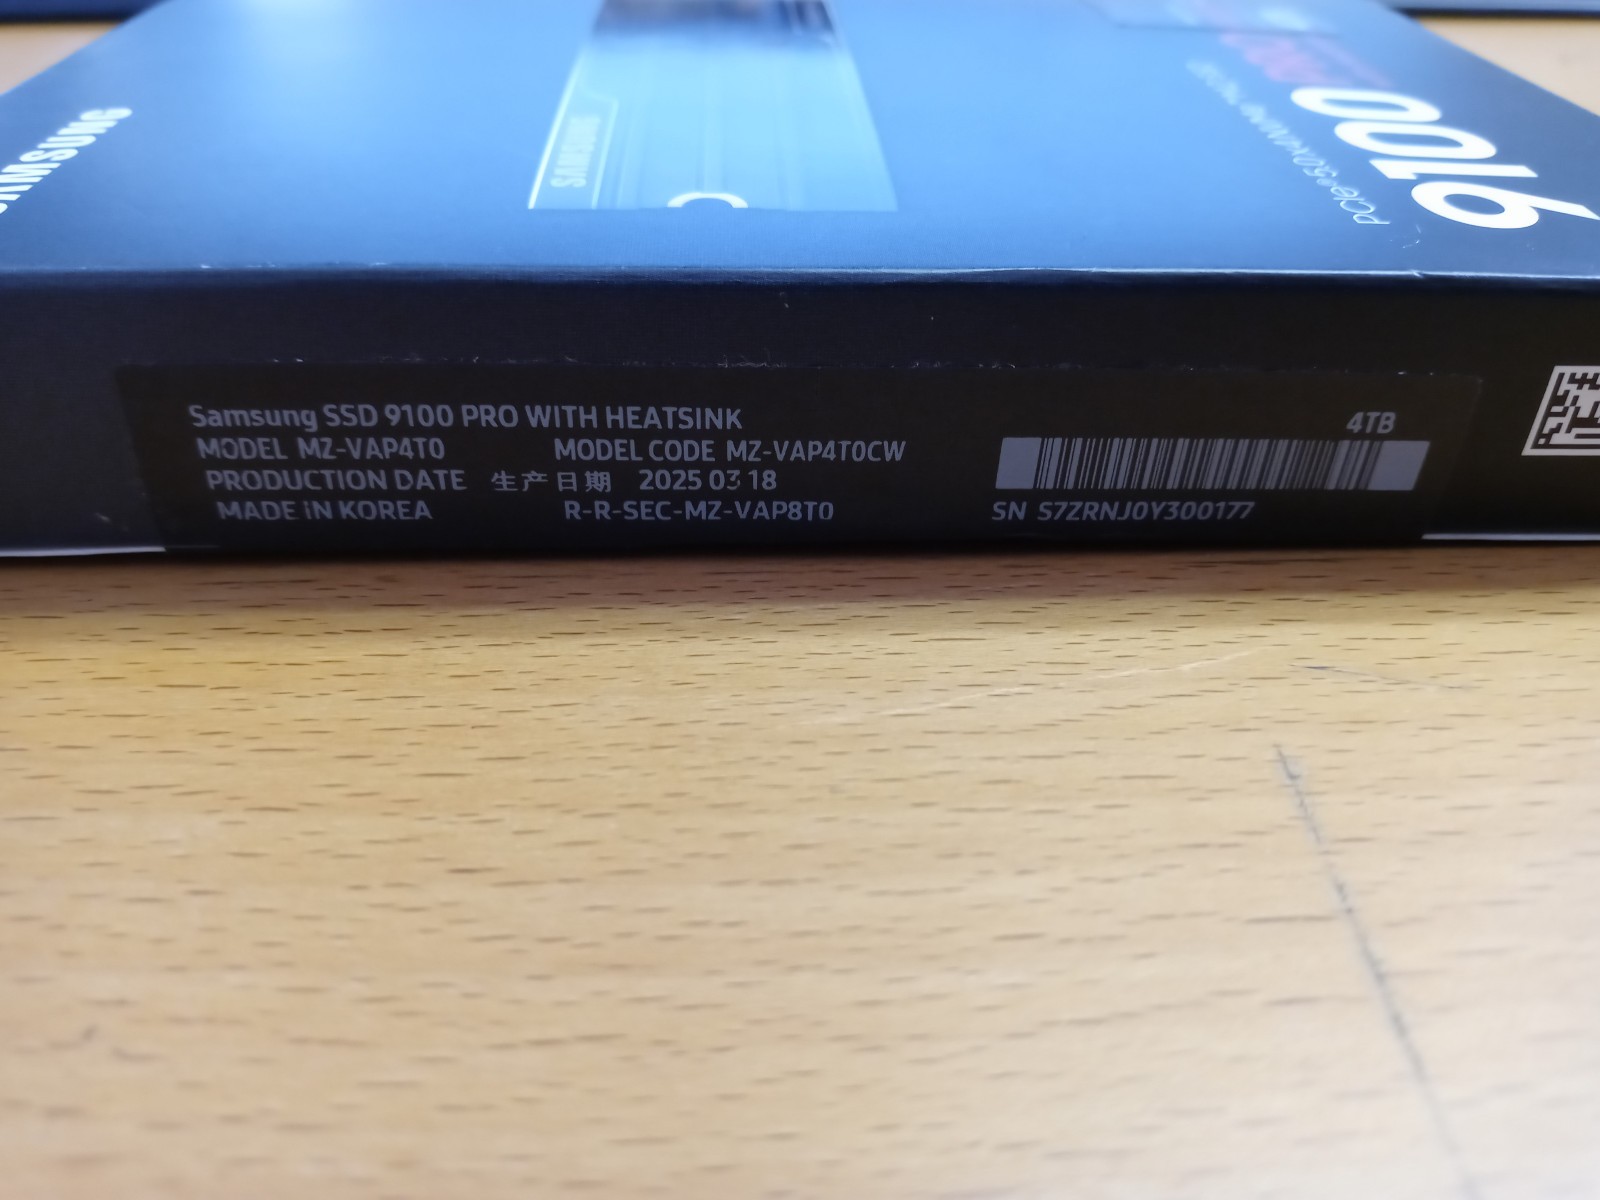 SAMSUNG
SAMSUNG
9100
Samsung SSD 9100 PRO WITH HEATSINK
4TB
MODEL MZ-VAP4T0 MODEL CODE MZ-VAP4T0CW
PRODUCTION DATE 生产日期 2025 03 18
MADE IN KOREA R-R-SEC-MZ-VAP8T0 SN S7ZRNJ0Y300177